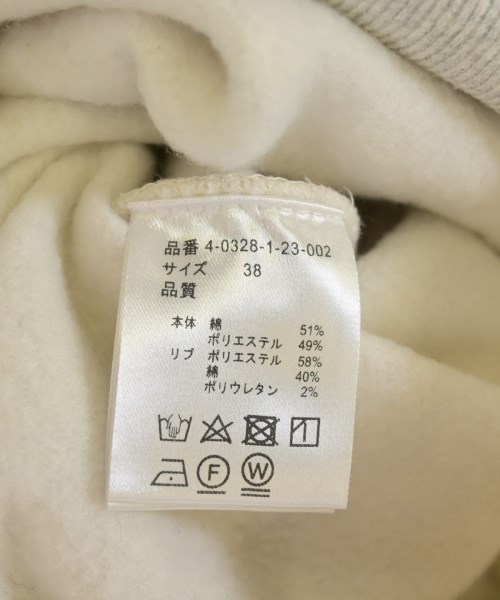 品番 4-0328-1-23-002
サイズ 38
品質
本体 綿 51%
ポリエステル 49%
リブ ポリエステル 58%
綿 40%
ポリウレタン 2%
F W